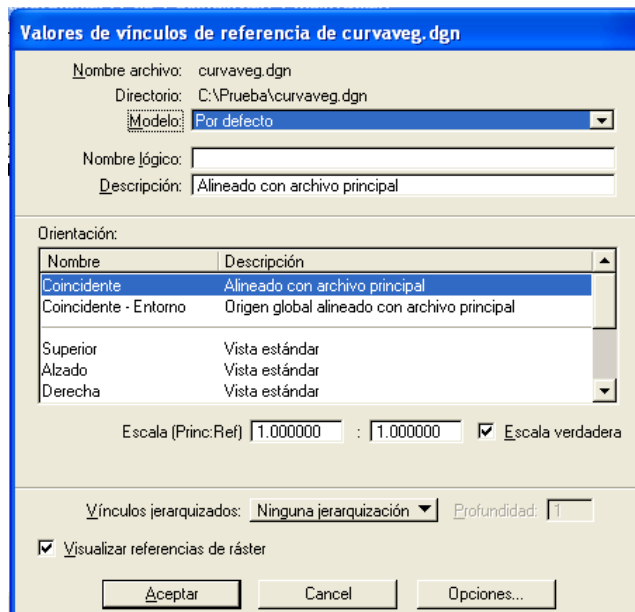 Valores de vínculos de referencia de curvaveg.dgn
Nombre archivo: curvaveg.dgn
Directorio: C:\Prueba\curvaveg.dgn
Modelo: Por defecto
Nombre lógico:
Descripción: Alineado con archivo principal
Orientación:
Nombre Descripción
Coincidente Alineado con archivo principal
Coincidente - Entorno Origen global alineado con archivo principal
Superior Vista estándar
Alzado Vista estándar
Derecha Vista estándar
Escala (Princ:Ref) 1.000000 : 1.000000 Escala verdadera
Vínculos jerarquizados: Ninguna jerarquización Profundidad: 1
Visualizar referencias de ráster
Aceptar Cancel Opciones...